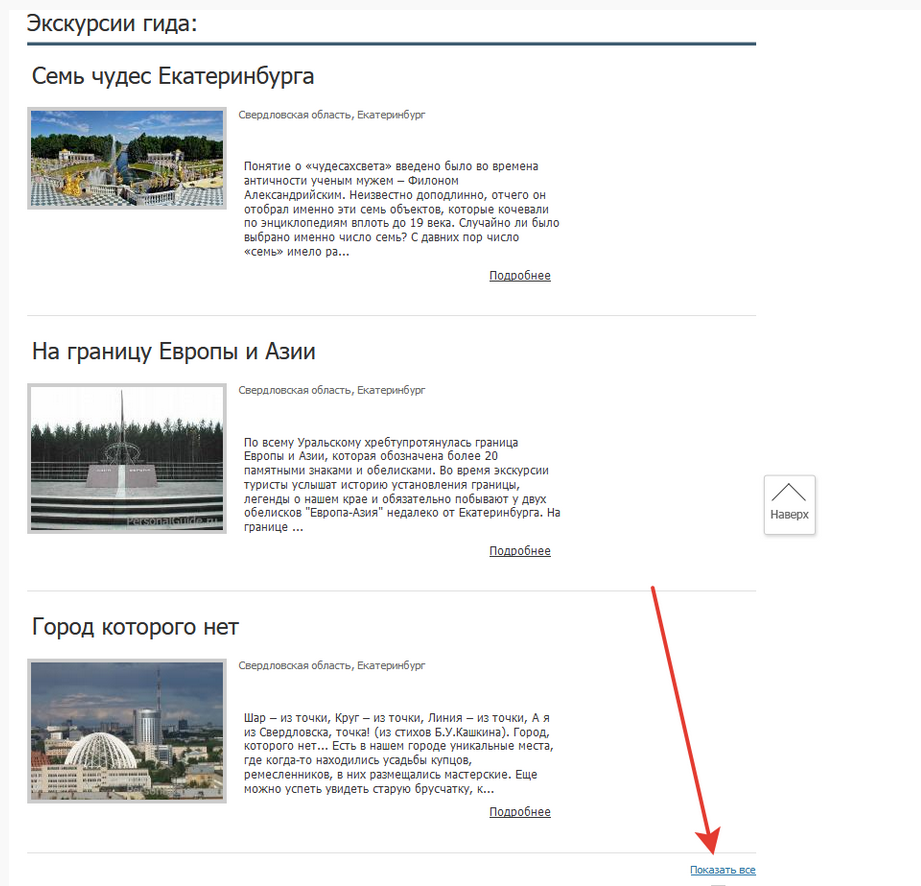 Экскурсии гида:
Семь чудес Екатеринбурга
Свердловская область, Екатеринбург
Понятие о «чудесахсвета» введено было во времена
античности ученым мужем – Филоном
Александрийским. Неизвестно доподлинно, отчего он
отобрал именно эти семь объектов, которые кочевали
по энциклопедиям вплоть до 19 века. Случайно ли было
выбрано именно число семь? С давних пор число
«семь» имело ра...
Подробнее
На границу Европы и Азии
Свердловская область, Екатеринбург
По всему Уральскому хребтупротянулась граница
Европы и Азии, которая обозначена более 20
памятными знаками и обелисками. Во время экскурсии
туристы услышат историю установления границы,
легенды о нашем крае и обязательно побывают у двух
обелисков "Европа-Азия" недалеко от Екатеринбурга. На
границе ...
PersonalGuide.ru
Подробнее
Наверх
Город которого нет
Свердловская область, Екатеринбург
Шар – из точки, Круг – из точки, Линия – из точки, А я
из Свердловска, точка! (из стихов Б.У.Кашкина). Город,
которого нет... Есть в нашем городе уникальные места,
где когда-то находились усадьбы купцов,
ремесленников, в них размещались мастерские. Еще
можно успеть увидеть старую брусчатку, к...
Подробнее
Показать все